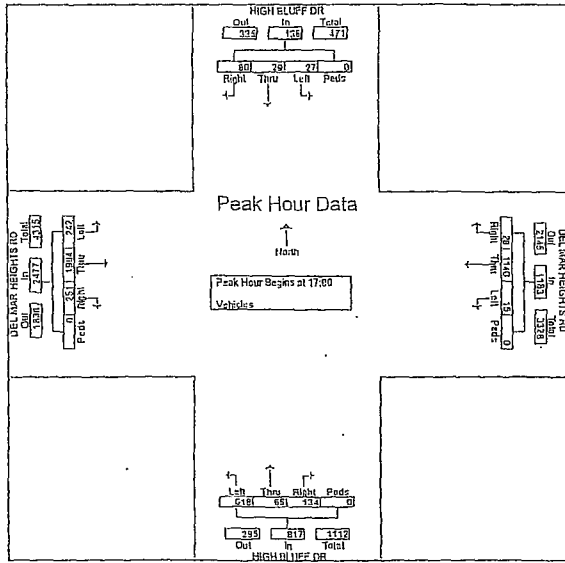 HIGH BLUFF DR
Out In Total
335 136 471
80 29 27 0
Right Thru Left Peds
DEL MAR HEIGHTS RD
Total In Out
4315 2477 1838
242 1984 251 0
Left Thru Right Peds
Peak Hour Data
North
Peak Hour Begins at 17:00
Vehicles
Right Thru Left Peds
28 1140 15 0
2145 1183 3328
Out In Total
DEL MAR HEIGHTS RD
Left Thru Right Peds
618 65 134 0
295 817 1112
Out In Total
HIGH BLUFF DR